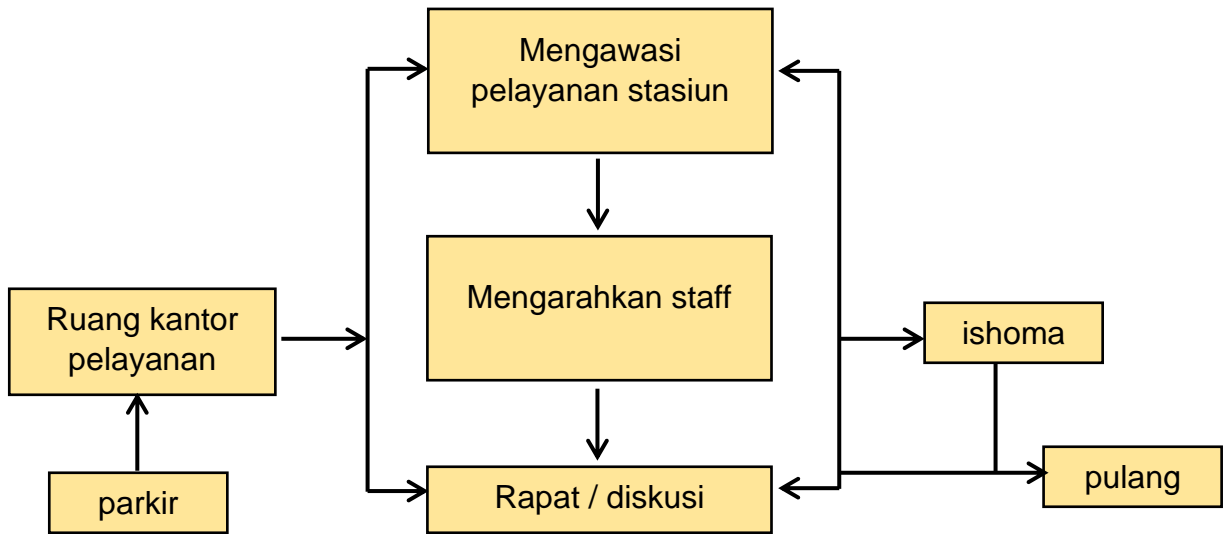 Mengawasi
pelayanan stasiun
Mengarahkan staff
Ruang kantor
pelayanan
ishoma
parkir
Rapat / diskusi
pulang